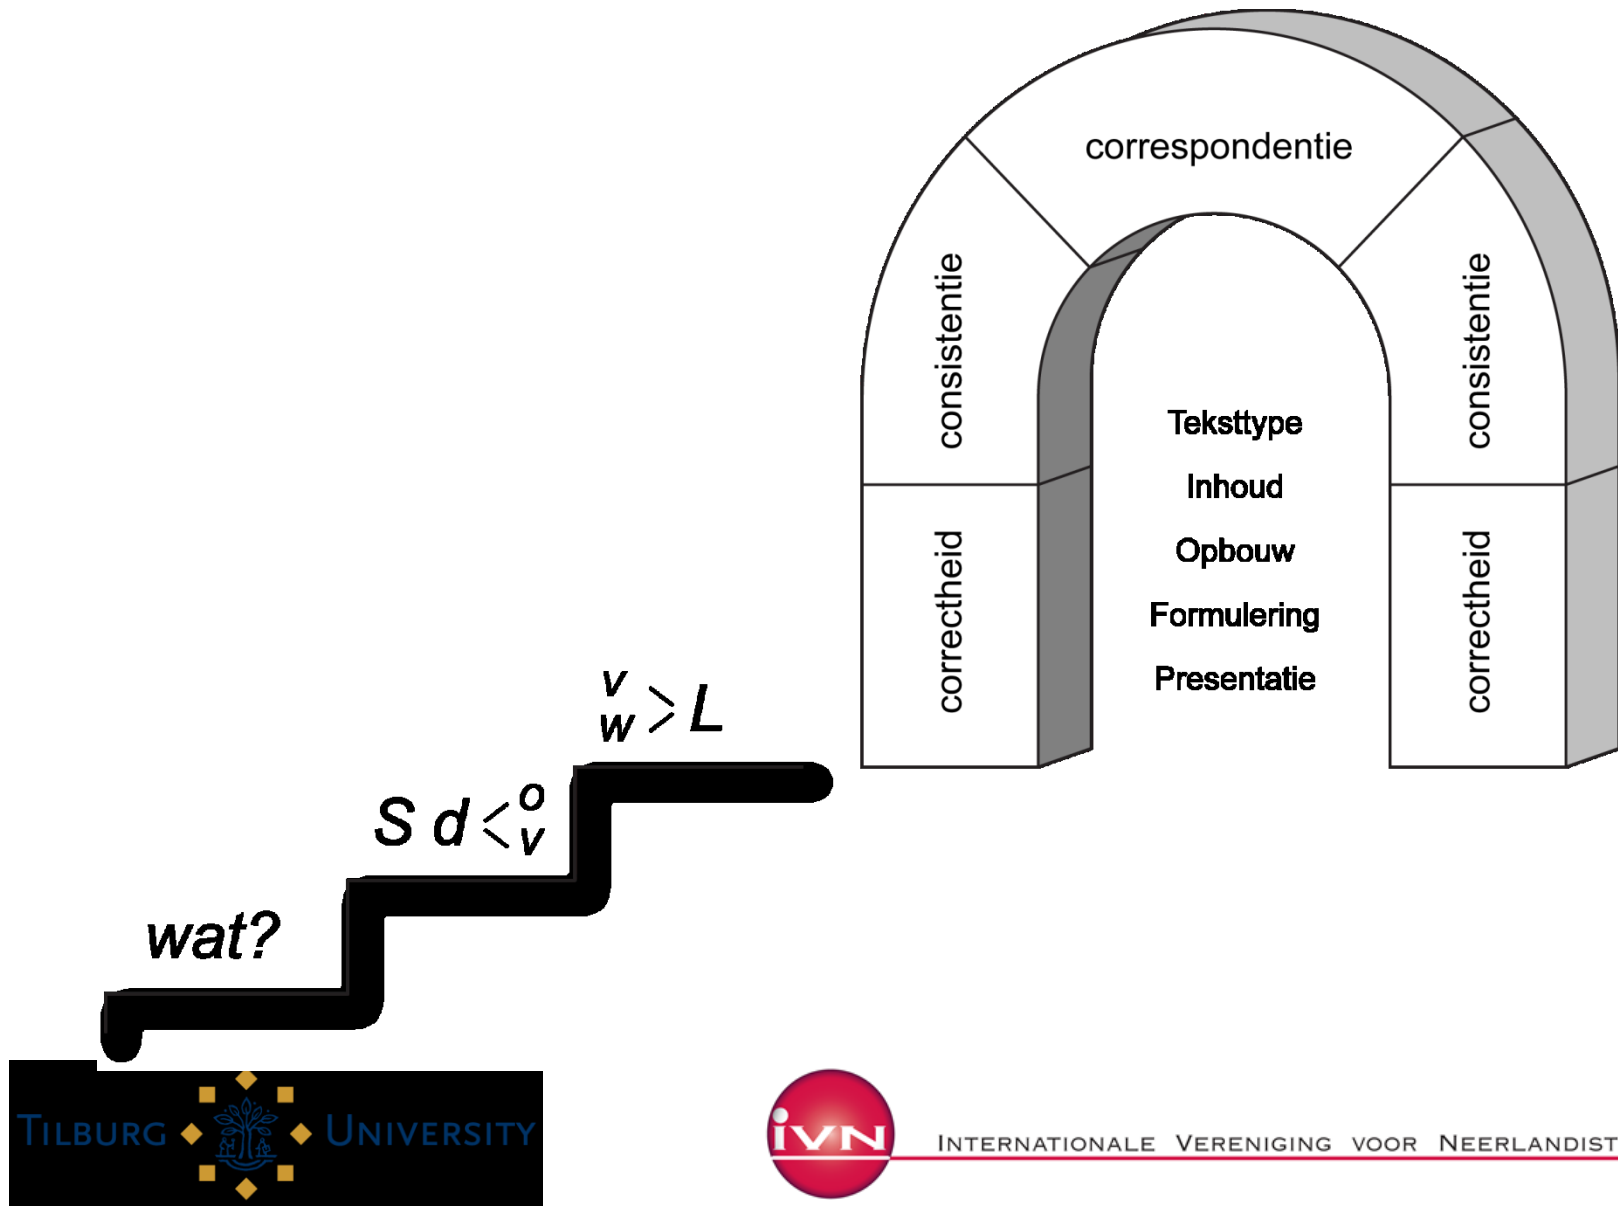 correspondentie
consistentie
consistentie
correctheid
correctheid
Teksttype
Inhoud
Opbouw
Formulering
Presentatie
v
w > L
S d < o
v
wat?
TILBURG UNIVERSITY
iVN
INTERNATIONALE VERENIGING VOOR NEERLANDIST